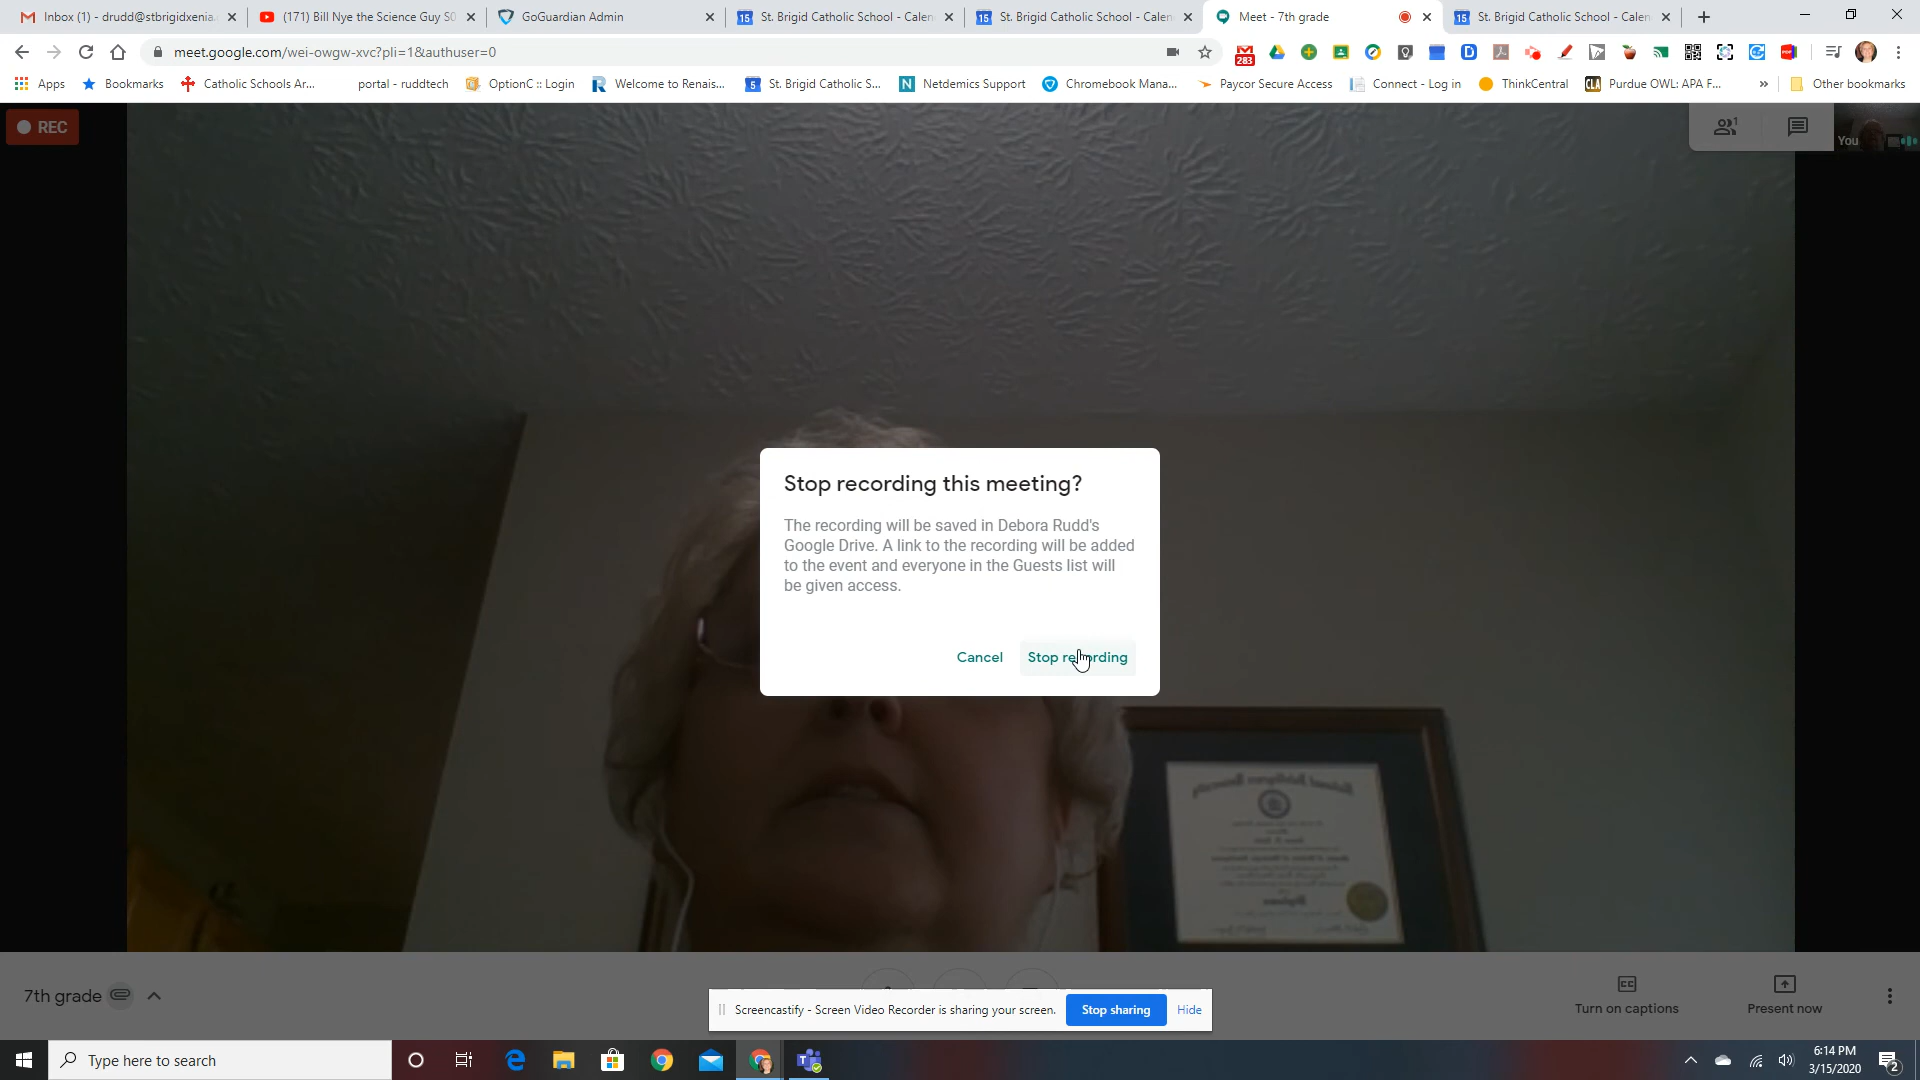 Inbox (1) - drudd@stbrigidxenia.
(171) Bill Nye the Science Guy S0
GoGuardian Admin
St. Brigid Catholic School - Calen
St. Brigid Catholic School - Calen
Meet - 7th grade
St. Brigid Catholic School - Calen
meet.google.com/wei-owgw-xvc?pli=1&authuser=0
283
Apps
Bookmarks
Catholic Schools Ar...
portal - ruddtech
OptionC :: Login
Welcome to Renais...
St. Brigid Catholic S...
Netdemics Support
Chromebook Mana...
Paycor Secure Access
Connect - Log in
ThinkCentral
Purdue OWL: APA F...
Other bookmarks
REC
1
You
Stop recording this meeting?
The recording will be saved in Debora Rudd's
Google Drive. A link to the recording will be added
to the event and everyone in the Guests list will
be given access.
Cancel
Stop recording
7th grade
Screencastify - Screen Video Recorder is sharing your screen.
Stop sharing
Hide
Turn on captions
Present now
Type here to search
6:14 PM
3/15/2020
2